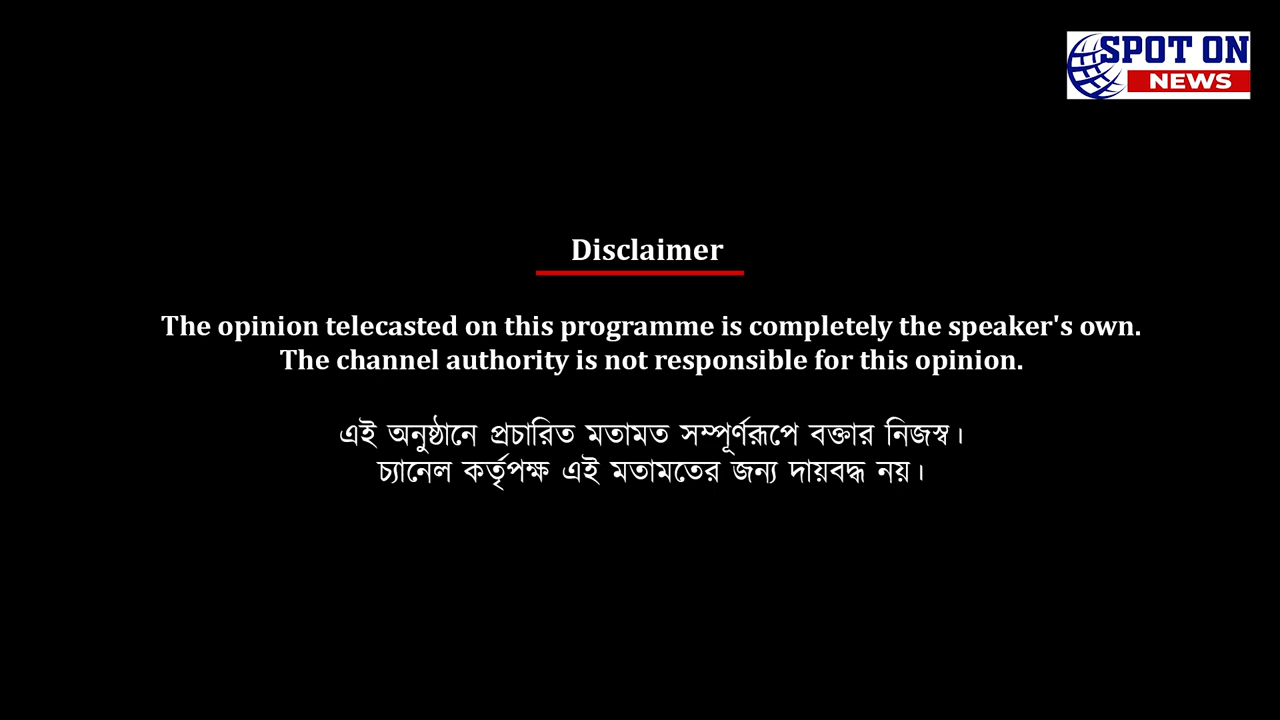 SPOT ON
NEWS
Disclaimer
The opinion telecasted on this programme is completely the speaker's own.
The channel authority is not responsible for this opinion.
এই অনুষ্ঠানে প্রচারিত মতামত সম্পূর্ণরূপে বক্তার নিজস্ব।
চ্যানেল কর্তৃপক্ষ এই মতামতের জন্য দায়বদ্ধ নয়।